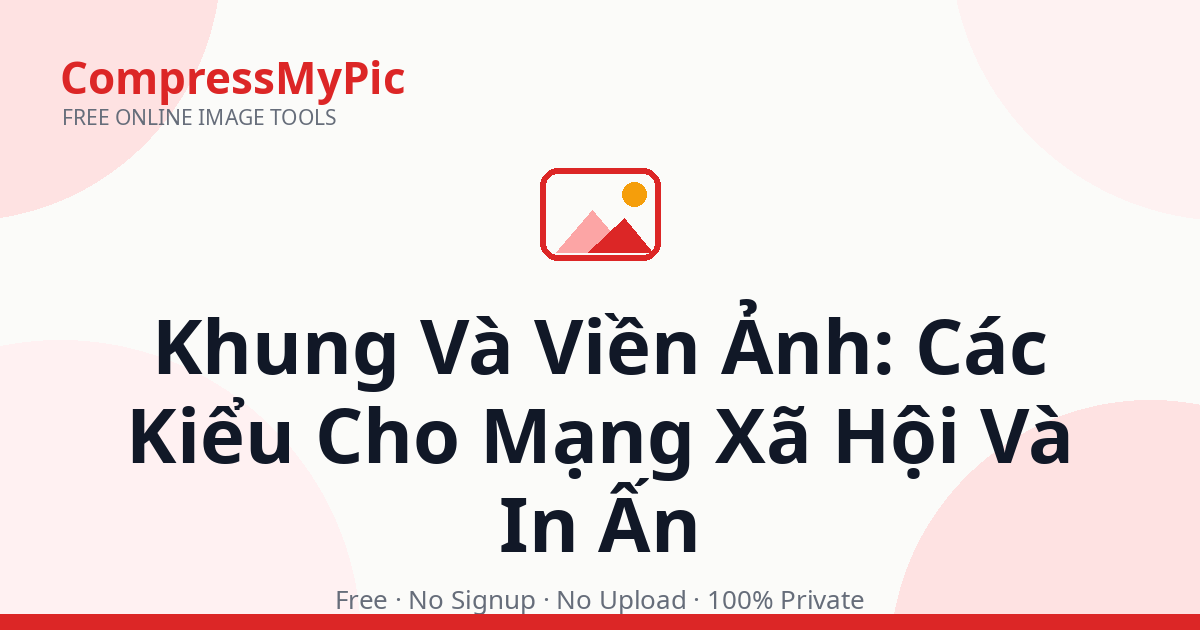 CompressMyPic
FREE ONLINE IMAGE TOOLS
Khung Và Viền Ảnh: Các
Kiểu Cho Mạng Xã Hội Và
In Ấn
Free · No Signup · No Upload · 100% Private